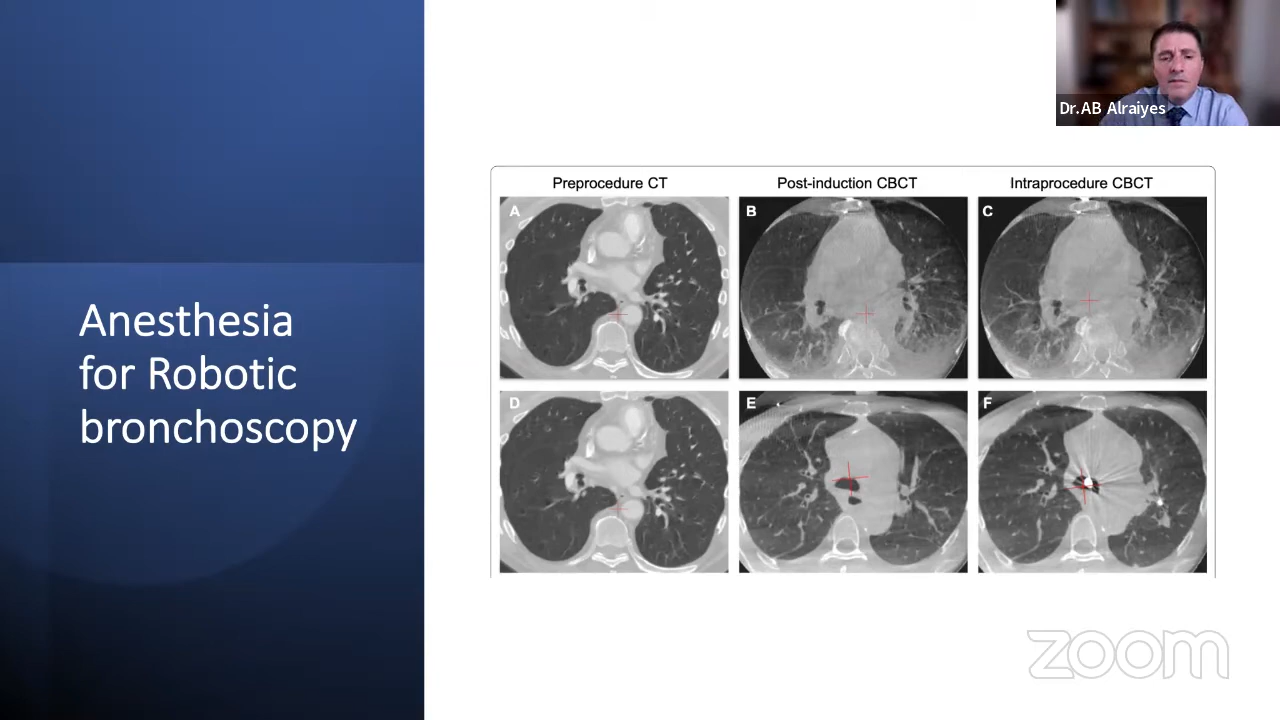 Dr.AB Alraiyes
Anesthesia
for Robotic
bronchoscopy
Preprocedure CT
Post-induction CBCT
Intraprocedure CBCT
A
B
C
D
E
F
zoom